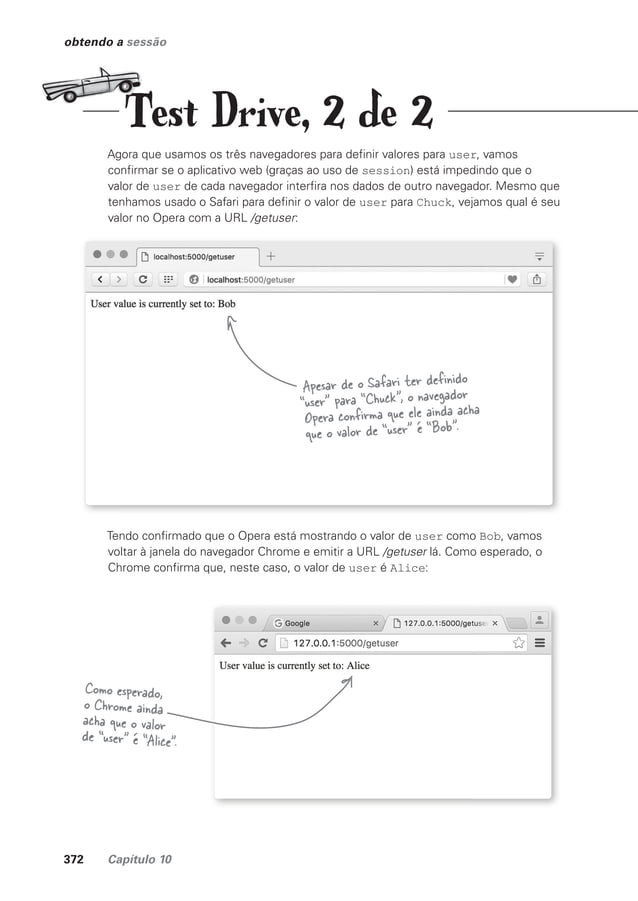 obtendo a sessão
Test Drive, 2 de 2
Agora que usamos os três navegadores para definir valores para user, vamos
confirmar se o aplicativo web (graças ao uso de session) está impedindo que o
valor de user de cada navegador interfira nos dados de outro navegador. Mesmo que
tenhamos usado o Safari para definir o valor de user para Chuck, vejamos qual é seu
valor no Opera com a URL /getuser:
localhost:5000/getuser
localhost:5000/getuser
User value is currently set to: Bob
Apesar de o Safari ter definido
“user” para “Chuck”, o navegador
Opera confirma que ele ainda acha
que o valor de “user” é “Bob”.
Tendo confirmado que o Opera está mostrando o valor de user como Bob, vamos
voltar à janela do navegador Chrome e emitir a URL /getuser lá. Como esperado, o
Chrome confirma que, neste caso, o valor de user é Alice:
Google 127.0.0.1:5000/getuser
127.0.0.1:5000/getuser
User value is currently set to: Alice
Como esperado,
o Chrome ainda
acha que o valor
de “user” é “Alice”.
372 Capítulo 10